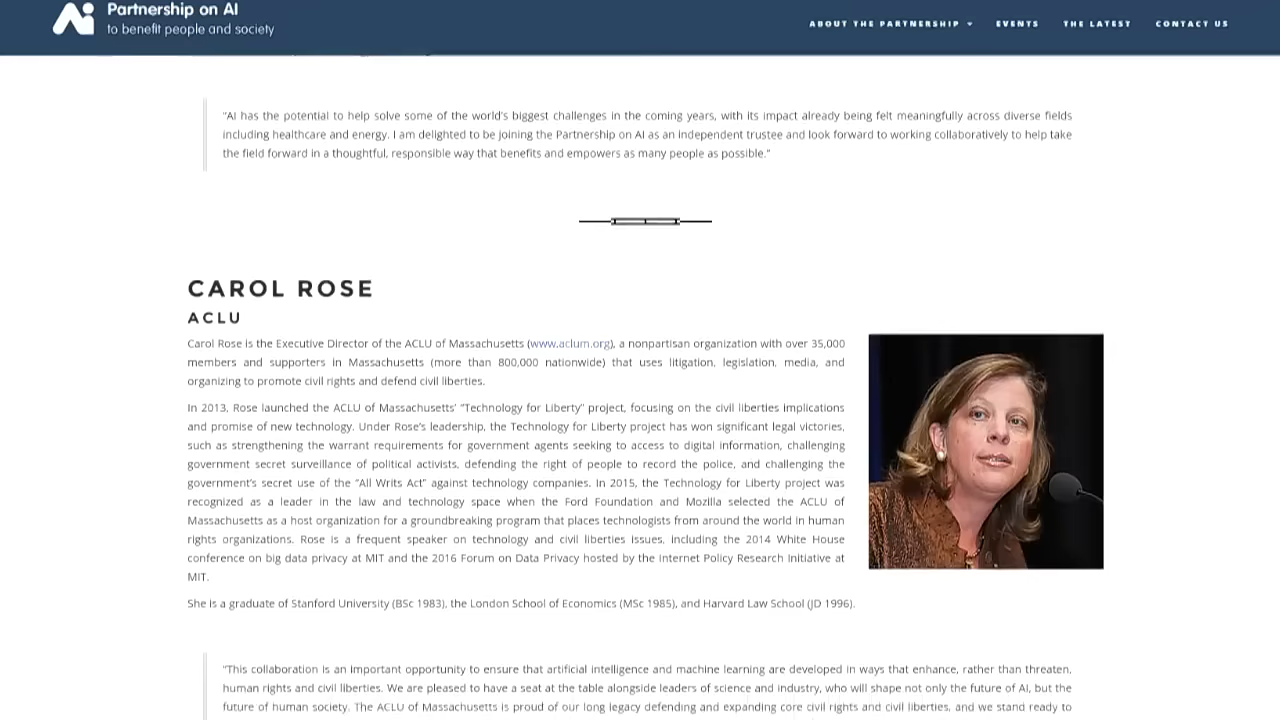 Partnership on AI
to benefit people and society
ABOUT THE PARTNERSHIP
EVENTS
THE LATEST
CONTACT US
"AI has the potential to help solve some of the world's biggest challenges in the coming years, with its impact already being felt meaningfully across diverse fields
including healthcare and energy. I am delighted to be joining the Partnership on AI as an independent trustee and look forward to working collaboratively to help take
the field forward in a thoughtful, responsible way that benefits and empowers as many people as possible."
CAROL ROSE
ACLU
Carol Rose is the Executive Director of the ACLU of Massachusetts (www.aclum.org), a nonpartisan organization with over 35,000
members and supporters in Massachusetts (more than 800,000 nationwide) that uses litigation, legislation, media, and
organizing to promote civil rights and defend civil liberties.
In 2013, Rose launched the ACLU of Massachusetts' "Technology for Liberty" project, focusing on the civil liberties implications
and promise of new technology. Under Rose's leadership, the Technology for Liberty project has won significant legal victories,
such as strengthening the warrant requirements for government agents seeking to access to digital information, challenging
government secret surveillance of political activists, defending the right of people to record the police, and challenging the
government's secret use of the "All Writs Act" against technology companies. In 2015, the Technology for Liberty project was
recognized as a leader in the law and technology space when the Ford Foundation and Mozilla selected the ACLU of
Massachusetts as a host organization for a groundbreaking program that places technologists from around the world in human
rights organizations. Rose is a frequent speaker on technology and civil liberties issues, including the 2014 White House
conference on big data privacy at MIT and the 2016 Forum on Data Privacy hosted by the Internet Policy Research Initiative at
MIT.
She is a graduate of Stanford University (BSc 1983), the London School of Economics (MSc 1985), and Harvard Law School (JD 1996).
"This collaboration is an important opportunity to ensure that artificial intelligence and machine learning are developed in ways that enhance, rather than threaten,
human rights and civil liberties. We are pleased to have a seat at the table alongside leaders of science and industry, who will shape not only the future of AI, but the
future of human society. The ACLU of Massachusetts is proud of our long legacy defending and expanding core civil rights and civil liberties, and we stand ready to